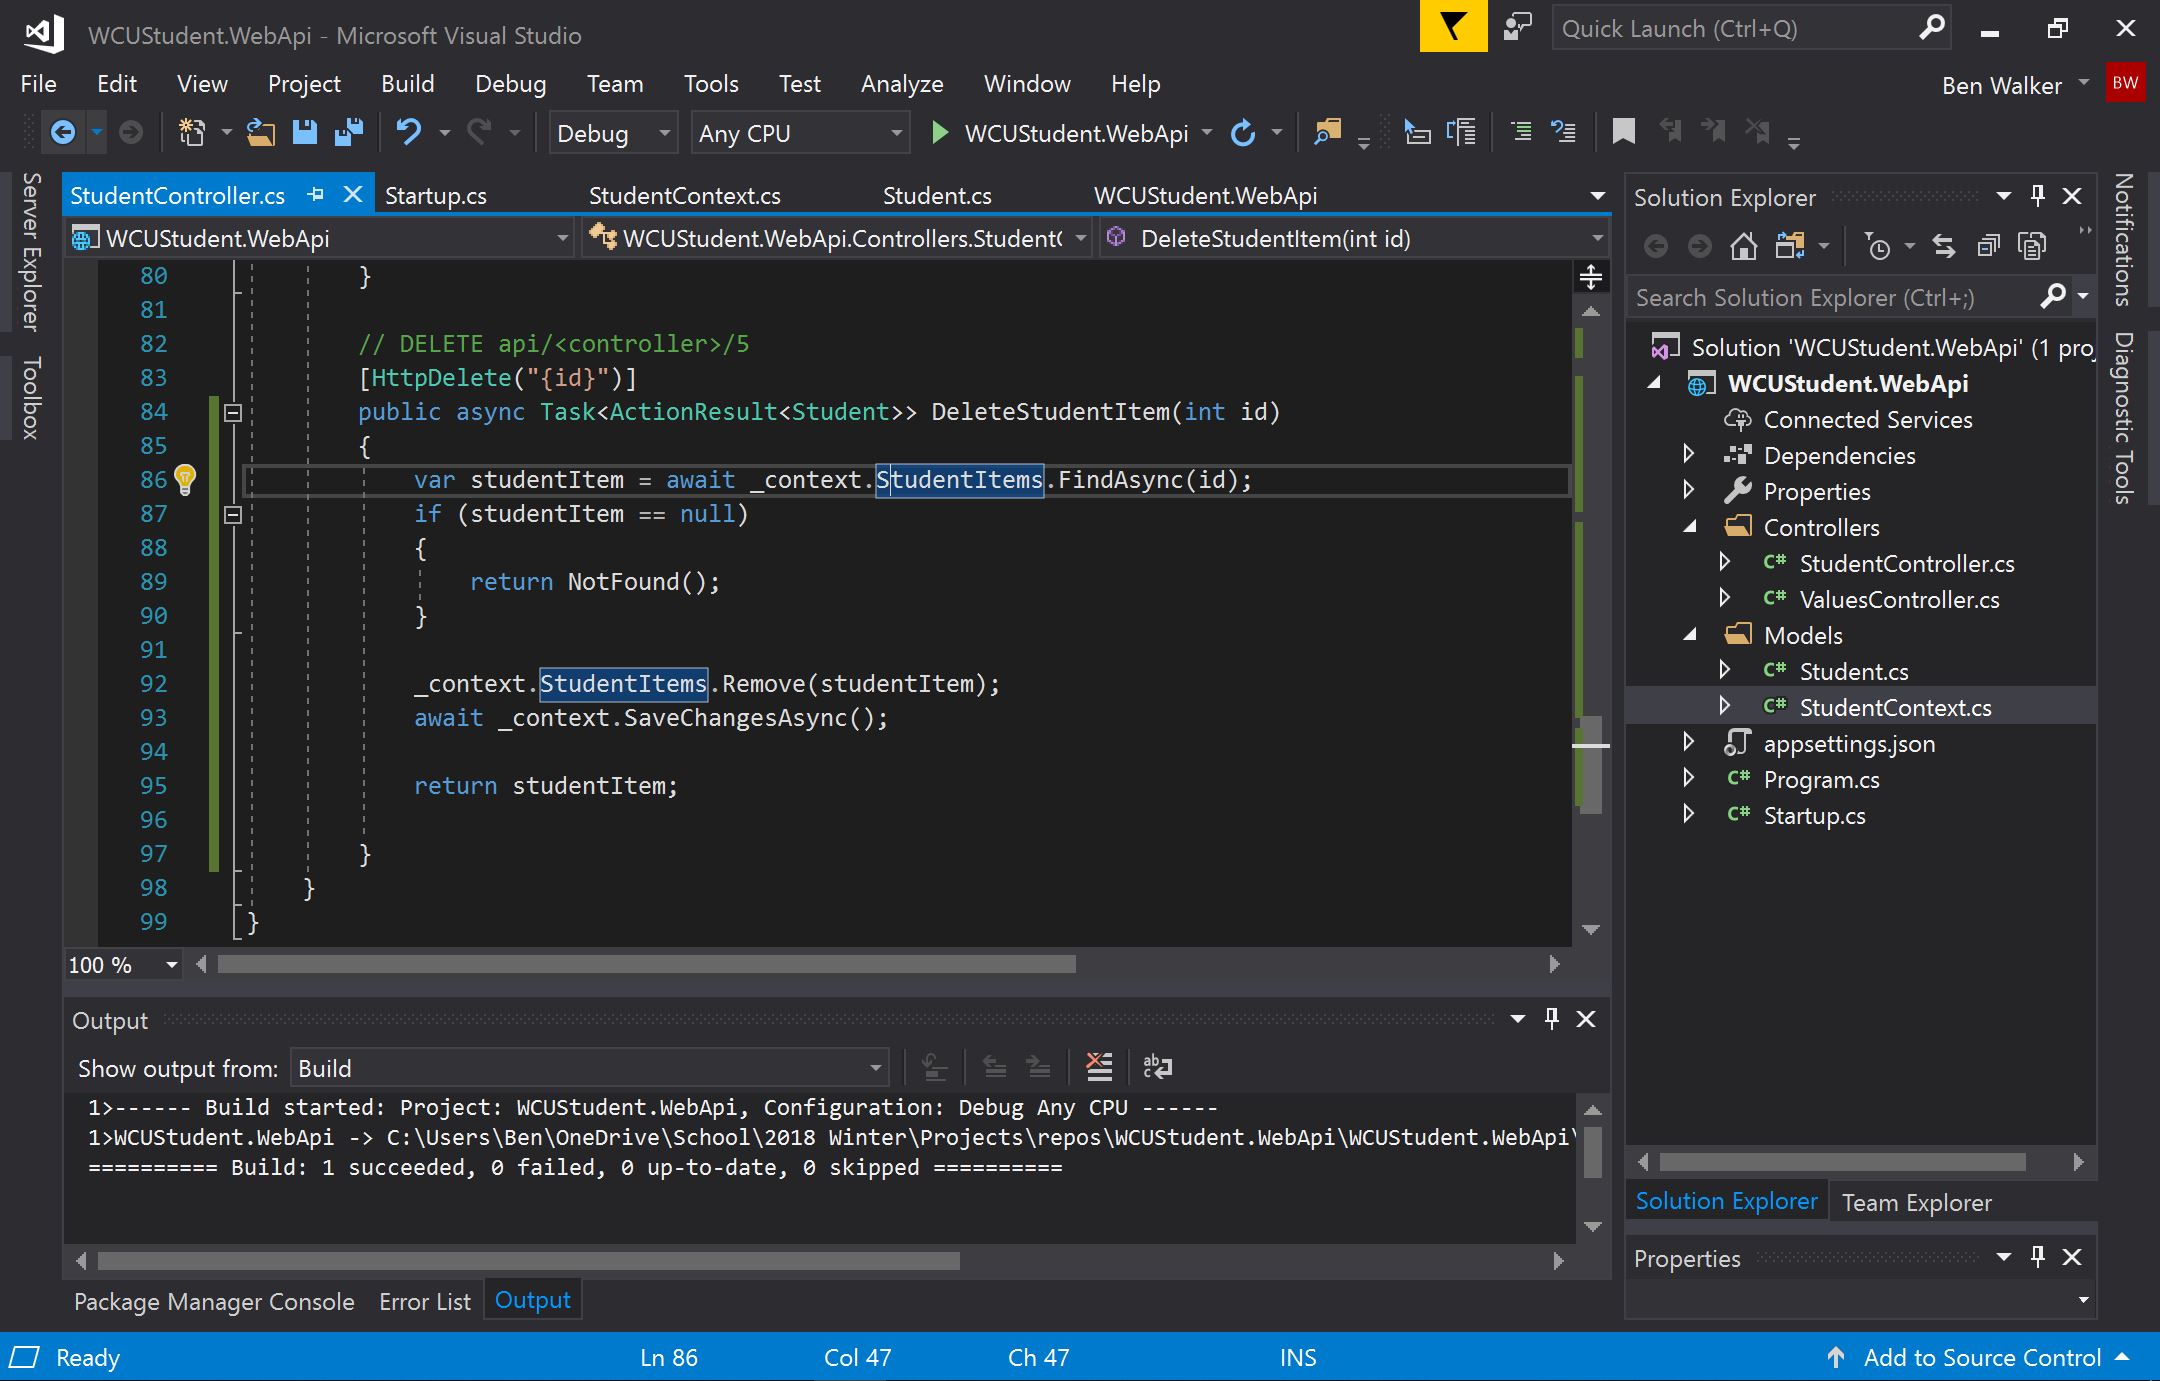 WCUStudent.WebApi - Microsoft Visual Studio
Quick Launch (Ctrl+Q)
File Edit View Project Build Debug Team Tools Test Analyze Window Help
Ben Walker BW
Debug Any CPU WCUStudent.WebApi
Server Explorer
Toolbox
StudentController.cs Startup.cs StudentContext.cs Student.cs WCUStudent.WebApi
WCUStudent.WebApi WCUStudent.WebApi.Controllers.StudentC DeleteStudentItem(int id)
80 }
81
82 // DELETE api/<controller>/5
83 [HttpDelete("{id}")]
84 public async Task<ActionResult<Student>> DeleteStudentItem(int id)
85 {
86 var studentItem = await _context.StudentItems.FindAsync(id);
87 if (studentItem == null)
88 {
89 return NotFound();
90 }
91
92 _context.StudentItems.Remove(studentItem);
93 await _context.SaveChangesAsync();
94
95 return studentItem;
96
97 }
98 }
99 }
100 %
Output
Show output from: Build
1>------ Build started: Project: WCUStudent.WebApi, Configuration: Debug Any CPU ------
1>WCUStudent.WebApi -> C:\Users\Ben\OneDrive\School\2018 Winter\Projects\repos\WCUStudent.WebApi\WCUStudent.WebApi\
========== Build: 1 succeeded, 0 failed, 0 up-to-date, 0 skipped ==========
Package Manager Console Error List Output
Solution Explorer
Search Solution Explorer (Ctrl+;)
Solution 'WCUStudent.WebApi' (1 proj
WCUStudent.WebApi
Connected Services
Dependencies
Properties
Controllers
C# StudentController.cs
C# ValuesController.cs
Models
C# Student.cs
C# StudentContext.cs
appsettings.json
C# Program.cs
C# Startup.cs
Solution Explorer Team Explorer
Properties
Notifications
Diagnostic Tools
Ready Ln 86 Col 47 Ch 47 INS Add to Source Control